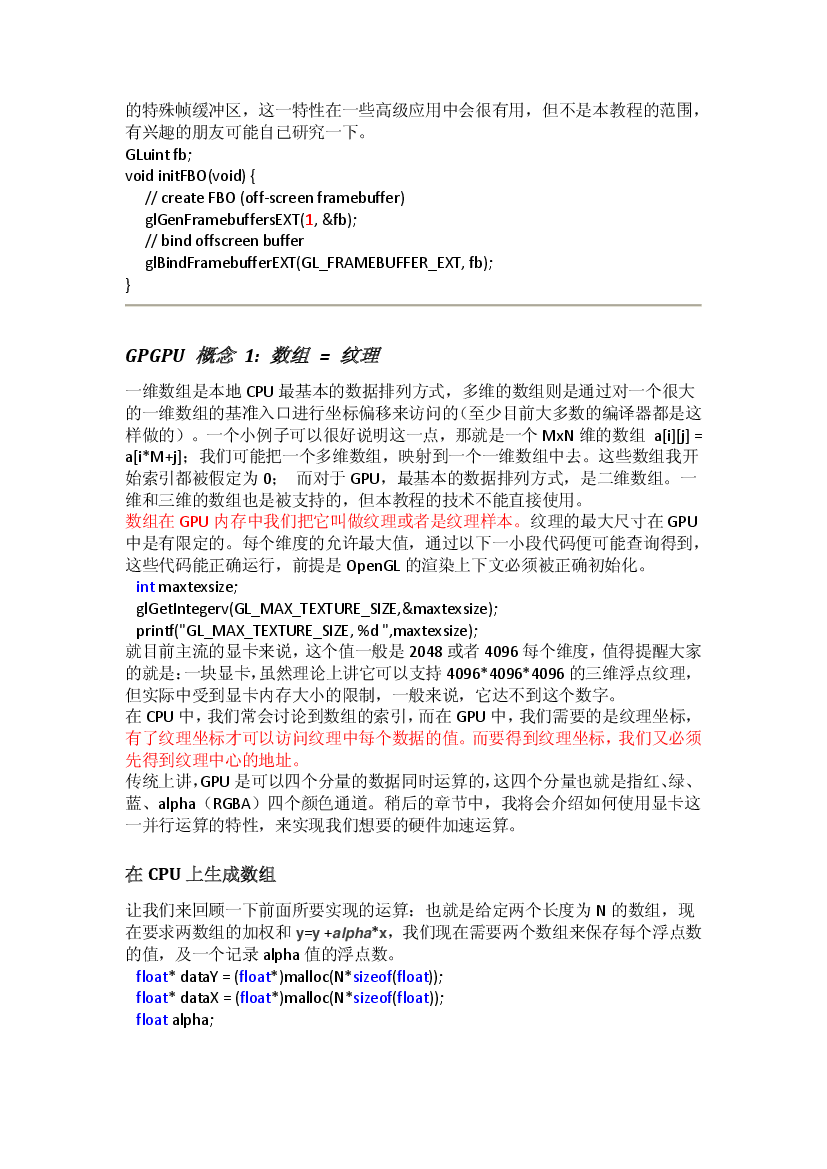 的特殊帧缓冲区，这一特性在一些高级应用中会很有用，但不是本教程的范围，
有兴趣的朋友可能自己研究一下。
GLuint fb;
void initFBO(void) {
// create FBO (off-screen framebuffer)
glGenFramebuffersEXT(1, &fb);
// bind offscreen buffer
glBindFramebufferEXT(GL_FRAMEBUFFER_EXT, fb);
}
GPGPU 概念 1: 数组 = 纹理
一维数组是本地 CPU 最基本的数据排列方式，多维的数组则是通过对一个很大
的一维数组的基准入口进行坐标偏移来访问的（至少目前大多数的编译器都是这
样做的）。一个小例子可以很好说明这一点，那就是一个 MxN 维的数组 a[i][j] =
a[i*M+j]；我们可能把一个多维数组，映射到一个一维数组中去。这些数组我开
始索引都被假定为 0； 而对于 GPU，最基本的数据排列方式，是二维数组。一
维和三维的数组也是被支持的，但本教程的技术不能直接使用。
数组在 GPU 内存中我们把它叫做纹理或者是纹理样本。纹理的最大尺寸在 GPU
中是有限定的。每个维度的允许最大值，通过以下一小段代码便可能查询得到，
这些代码能正确运行，前提是 OpenGL 的渲染上下文必须被正确初始化。
int maxtexsize;
glGetIntegerv(GL_MAX_TEXTURE_SIZE,&maxtexsize);
printf("GL_MAX_TEXTURE_SIZE, %d ",maxtexsize);
就目前主流的显卡来说，这个值一般是 2048 或者 4096 每个维度，值得提醒大家
的就是：一块显卡，虽然理论上讲它可以支持 4096*4096*4096 的三维浮点纹理，
但实际中受到显卡内存大小的限制，一般来说，它达不到这个数字。
在 CPU 中，我们常会讨论到数组的索引，而在 GPU 中，我们需要的是纹理坐标，
有了纹理坐标才可以访问纹理中每个数据的值。而要得到纹理坐标，我们又必须
先得到纹理中心的地址。
传统上讲，GPU 是可以四个分量的数据同时运算的，这四个分量也就是指红、绿、
蓝、alpha（RGBA）四个颜色通道。稍后的章节中，我将会介绍如何使用显卡这
一并行运算的特性，来实现我们想要的硬件加速运算。
在 CPU 上生成数组
让我们来回顾一下前面所要实现的运算：也就是给定两个长度为 N 的数组，现
在要求两数组的加权和 y=y +alpha*x，我们现在需要两个数组来保存每个浮点数
的值，及一个记录 alpha 值的浮点数。
float* dataY = (float*)malloc(N*sizeof(float));
float* dataX = (float*)malloc(N*sizeof(float));
float alpha;